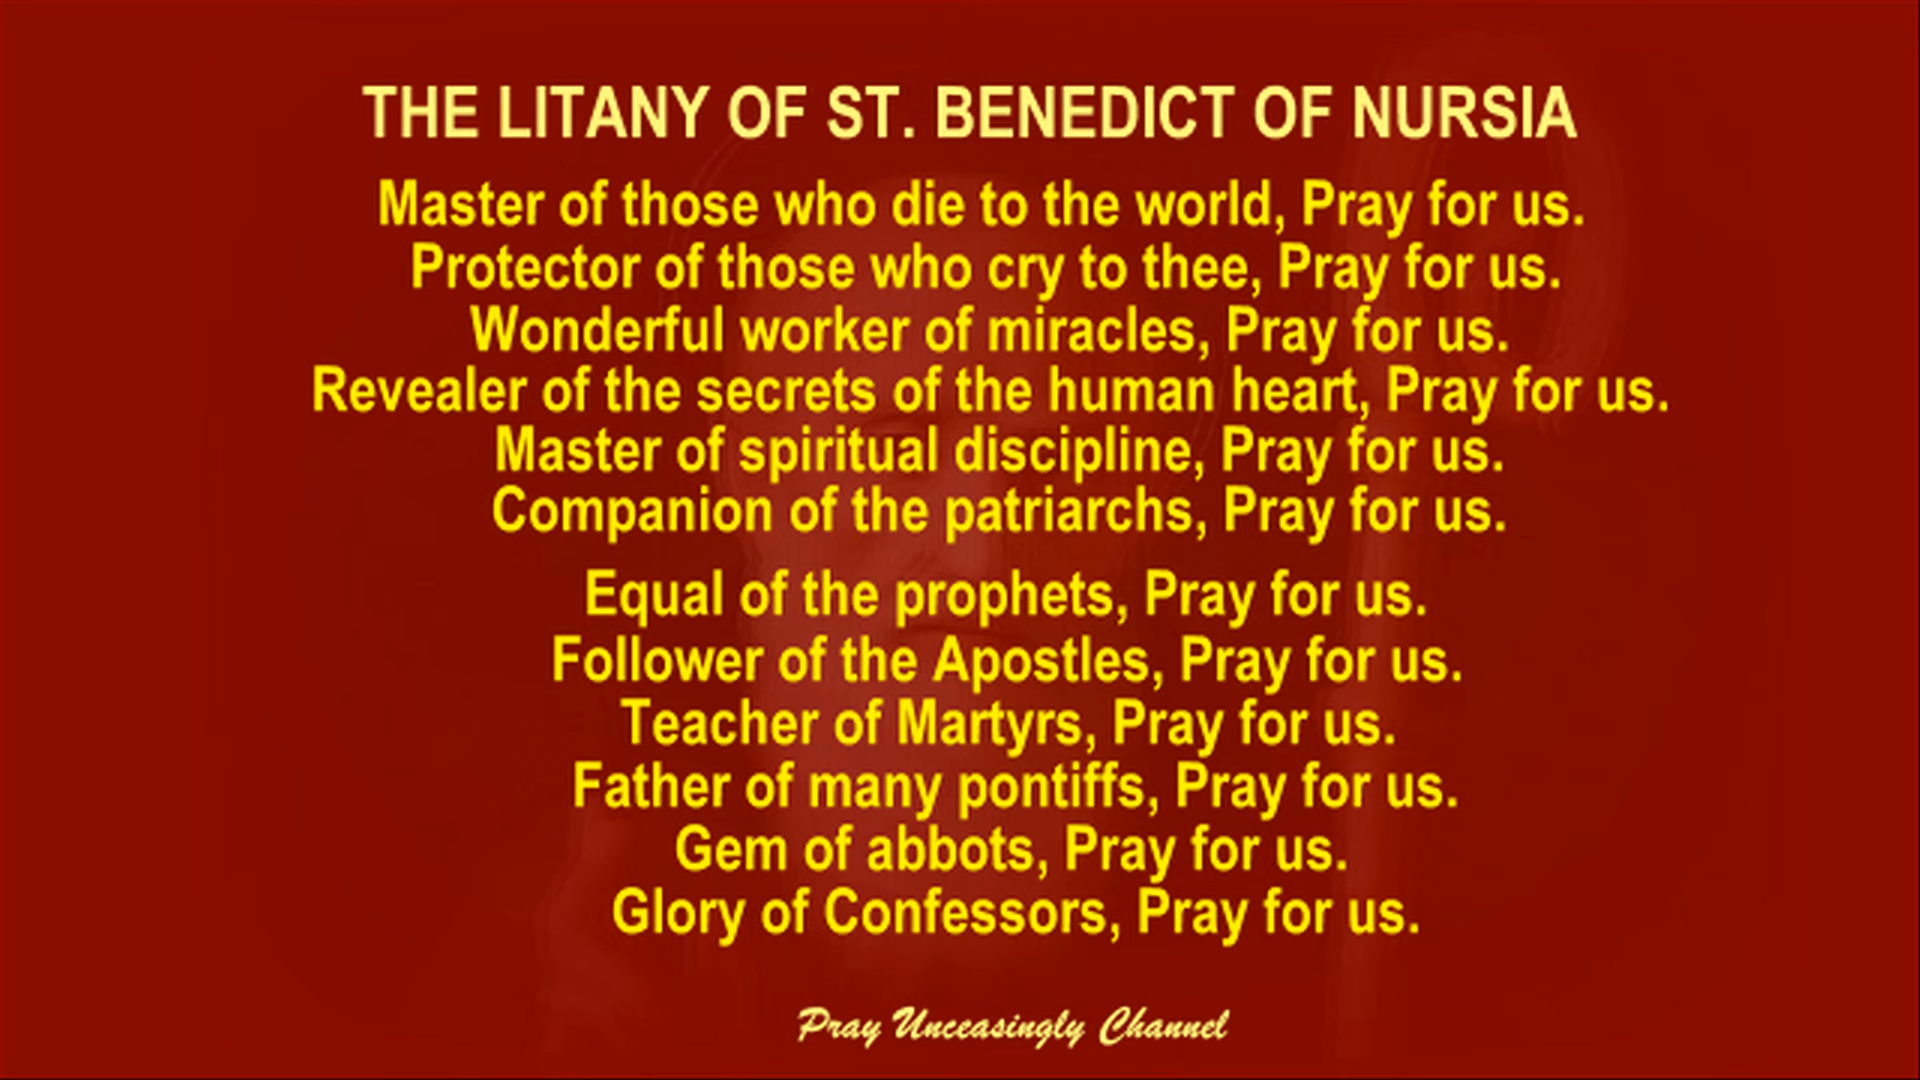 THE LITANY OF ST. BENEDICT OF NURSIA
Master of those who die to the world, Pray for us.
Protector of those who cry to thee, Pray for us.
Wonderful worker of miracles, Pray for us.
Revealer of the secrets of the human heart, Pray for us.
Master of spiritual discipline, Pray for us.
Companion of the patriarchs, Pray for us.
Equal of the prophets, Pray for us.
Follower of the Apostles, Pray for us.
Teacher of Martyrs, Pray for us.
Father of many pontiffs, Pray for us.
Gem of abbots, Pray for us.
Glory of Confessors, Pray for us.
Pray Unceasingly Channel